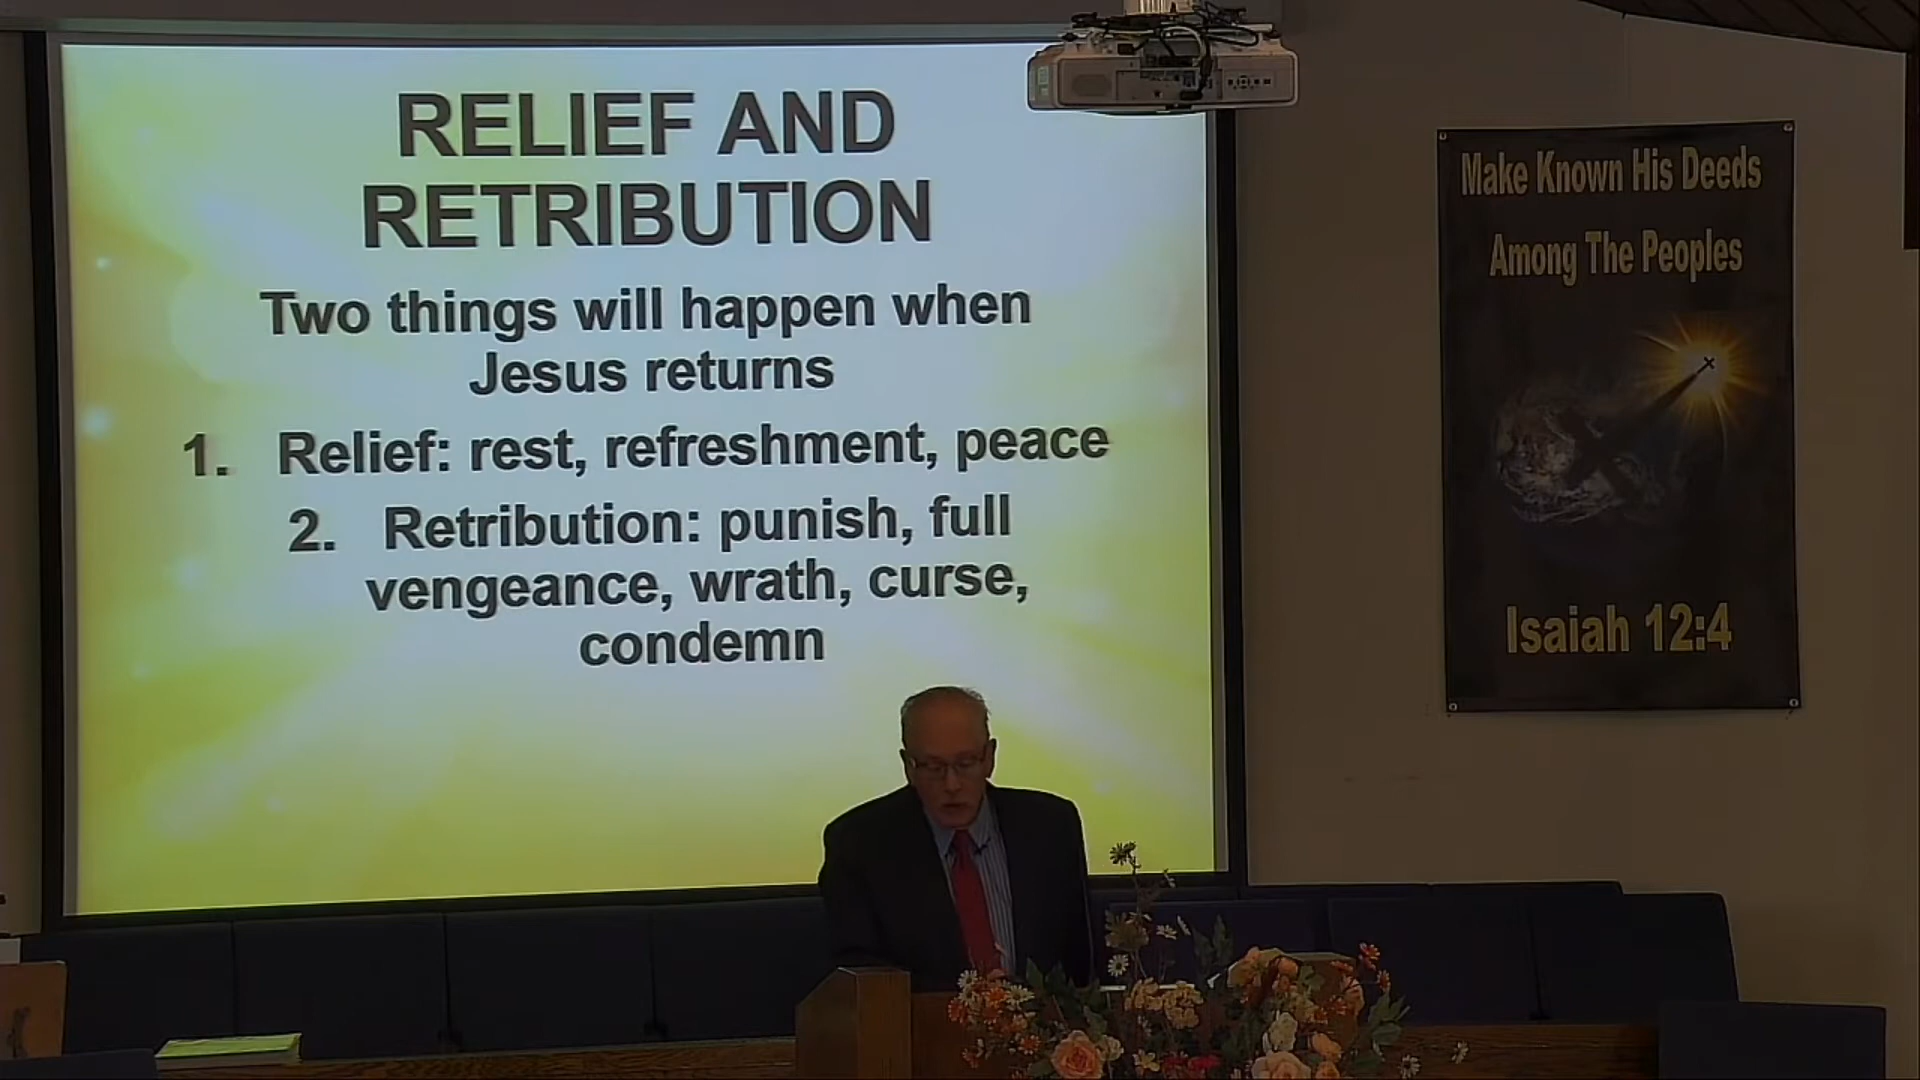 RELIEF AND
RETRIBUTION
Two things will happen when
Jesus returns
1. Relief: rest, refreshment, peace
2. Retribution: punish, full
vengeance, wrath, curse,
condemn
Make Known His Deeds
Among The Peoples
Isaiah 12:4